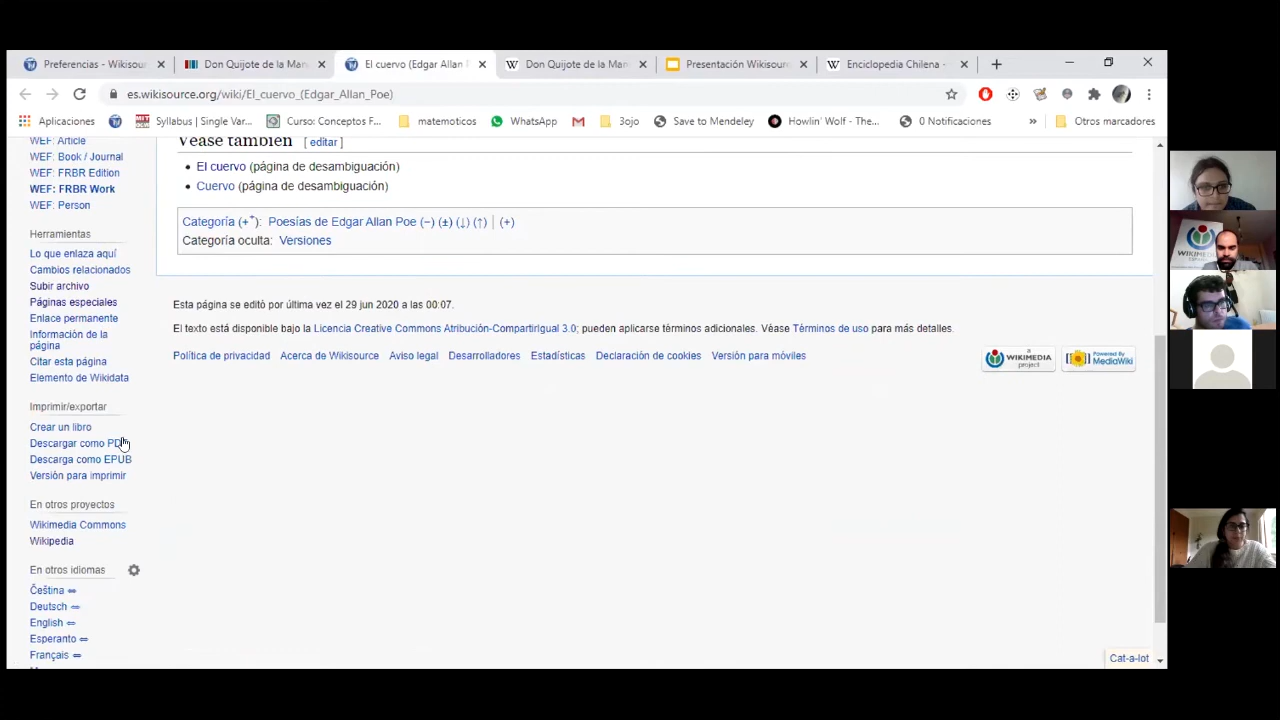 Preferencias - Wikisour
Don Quijote de la Man
El cuervo (Edgar Allan
Don Quijote de la Man
Presentación Wikisourc
Enciclopedia Chilena -
es.wikisource.org/wiki/El_cuervo_(Edgar_Allan_Poe)
Aplicaciones
Syllabus | Single Var...
Curso: Conceptos F...
matemoticos
WhatsApp
3ojo
Save to Mendeley
Howlin' Wolf - The...
0 Notificaciones
»
Otros marcadores
WEF: Article
WEF: Book / Journal
WEF: FRBR Edition
WEF: FRBR Work
WEF: Person
Herramientas
Lo que enlaza aquí
Cambios relacionados
Subir archivo
Páginas especiales
Enlace permanente
Información de la
página
Citar esta página
Elemento de Wikidata
Imprimir/exportar
Crear un libro
Descargar como PD
Descarga como EPUB
Versión para imprimir
En otros proyectos
Wikimedia Commons
Wikipedia
En otros idiomas
Čeština
Deutsch
English
Esperanto
Français
Véase también [ editar ]
• El cuervo (página de desambiguación)
• Cuervo (página de desambiguación)
Categoría (+⁺): Poesías de Edgar Allan Poe (−) (±) (↓) (↑) | (+)
Categoría oculta: Versiones
Esta página se editó por última vez el 29 jun 2020 a las 00:07.
El texto está disponible bajo la Licencia Creative Commons Atribución-CompartirIgual 3.0; pueden aplicarse términos adicionales. Véase Términos de uso para más detalles.
Política de privacidad Acerca de Wikisource Aviso legal Desarrolladores Estadísticas Declaración de cookies Versión para móviles
a
WIKIMEDIA
project
Powered By
MediaWiki
Cat-a-lot
WIKIMEDIA